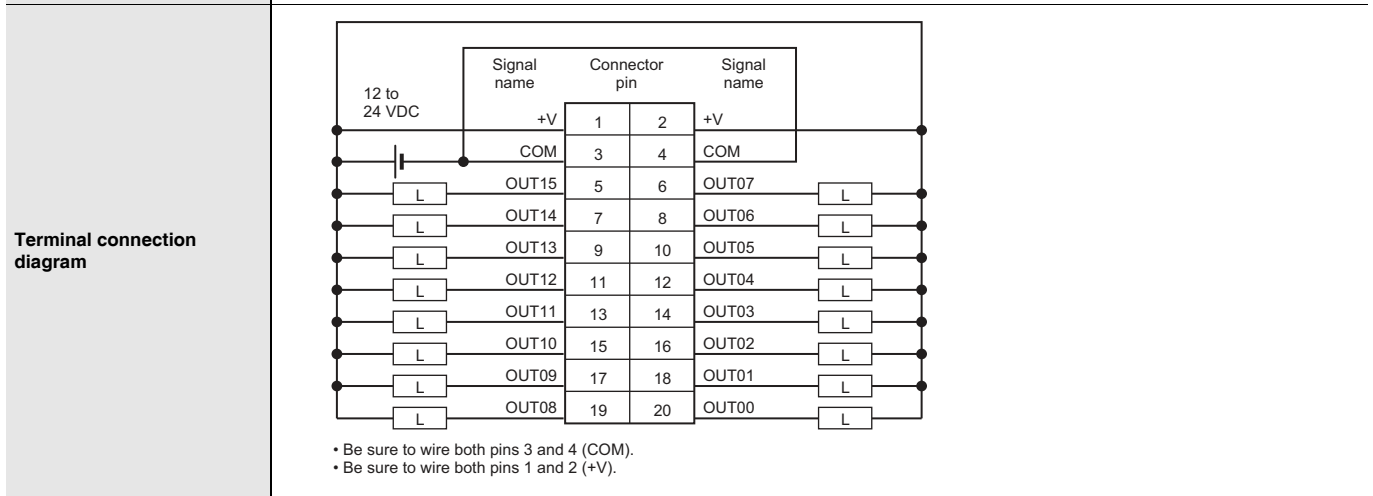 Terminal connection
diagram
Signal name Connector pin Signal name
12 to
24 VDC
+V 1 2 +V
COM 3 4 COM
L OUT15 5 6 OUT07 L
L OUT14 7 8 OUT06 L
L OUT13 9 10 OUT05 L
L OUT12 11 12 OUT04 L
L OUT11 13 14 OUT03 L
L OUT10 15 16 OUT02 L
L OUT09 17 18 OUT01 L
L OUT08 19 20 OUT00 L
• Be sure to wire both pins 3 and 4 (COM).
• Be sure to wire both pins 1 and 2 (+V).